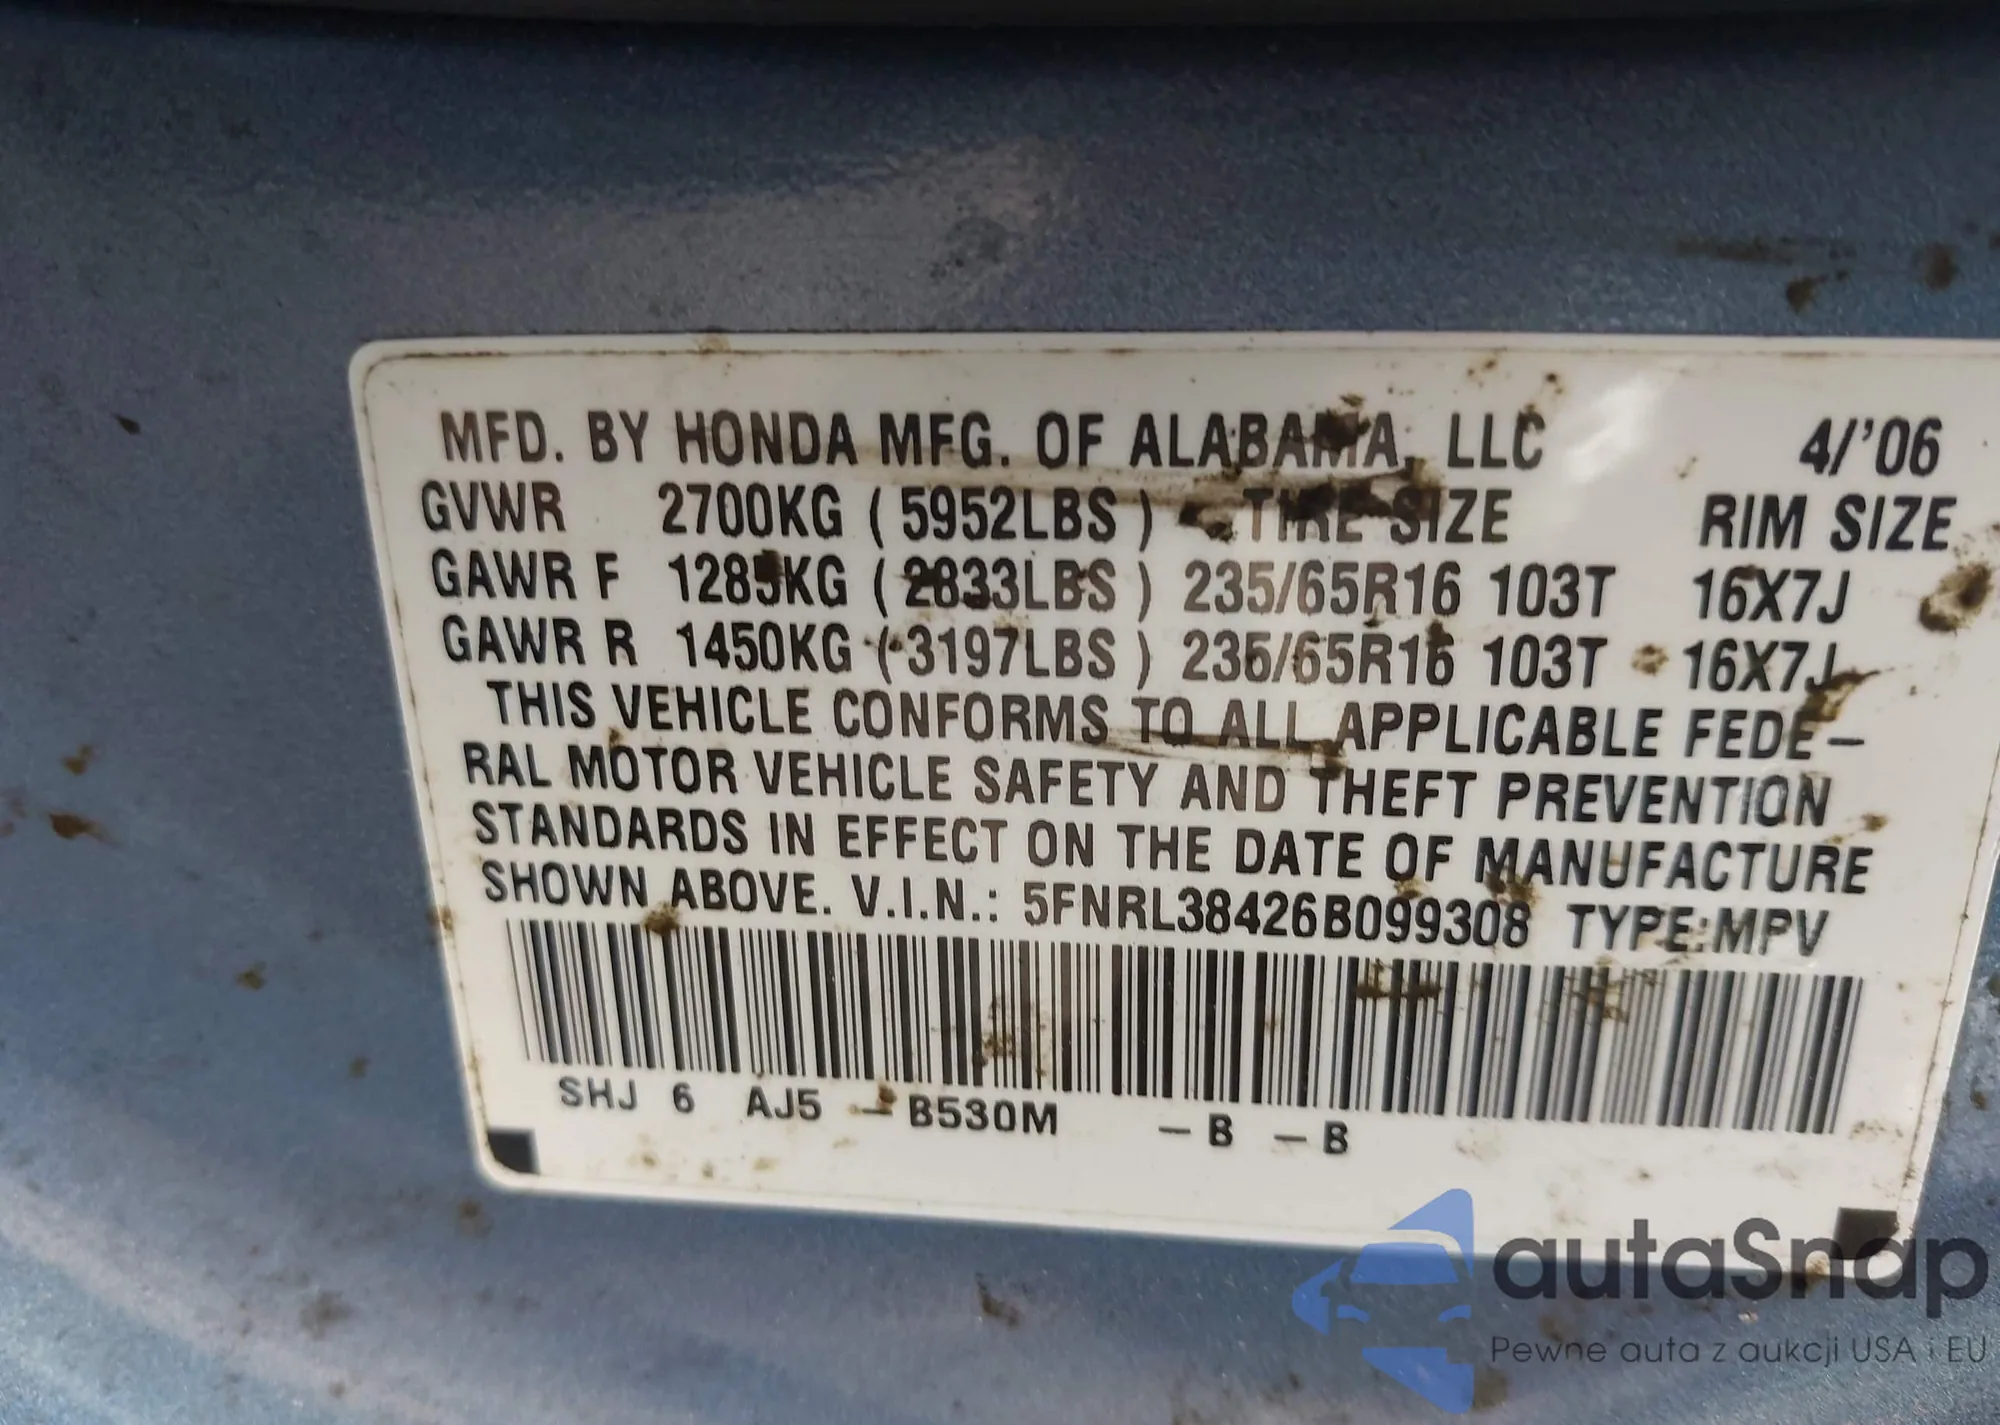 MFD. BY HONDA MFG. OF ALABAMA, LLC 4/'06
GVWR 2700KG (5952LBS) TIRE SIZE RIM SIZE
GAWR F 1285KG (2833LBS) 235/65R16 103T 16X7J
GAWR R 1450KG (3197LBS) 235/65R16 103T 16X7J
THIS VEHICLE CONFORMS TO ALL APPLICABLE FEDE–
RAL MOTOR VEHICLE SAFETY AND THEFT PREVENTION
STANDARDS IN EFFECT ON THE DATE OF MANUFACTURE
SHOWN ABOVE. V.I.N.: 5FNRL38426B099308 TYPE:MPV
SHJ 6 AJ5 – B530M – B – B
autaSnap
Pewne auta z aukcji USA i EU